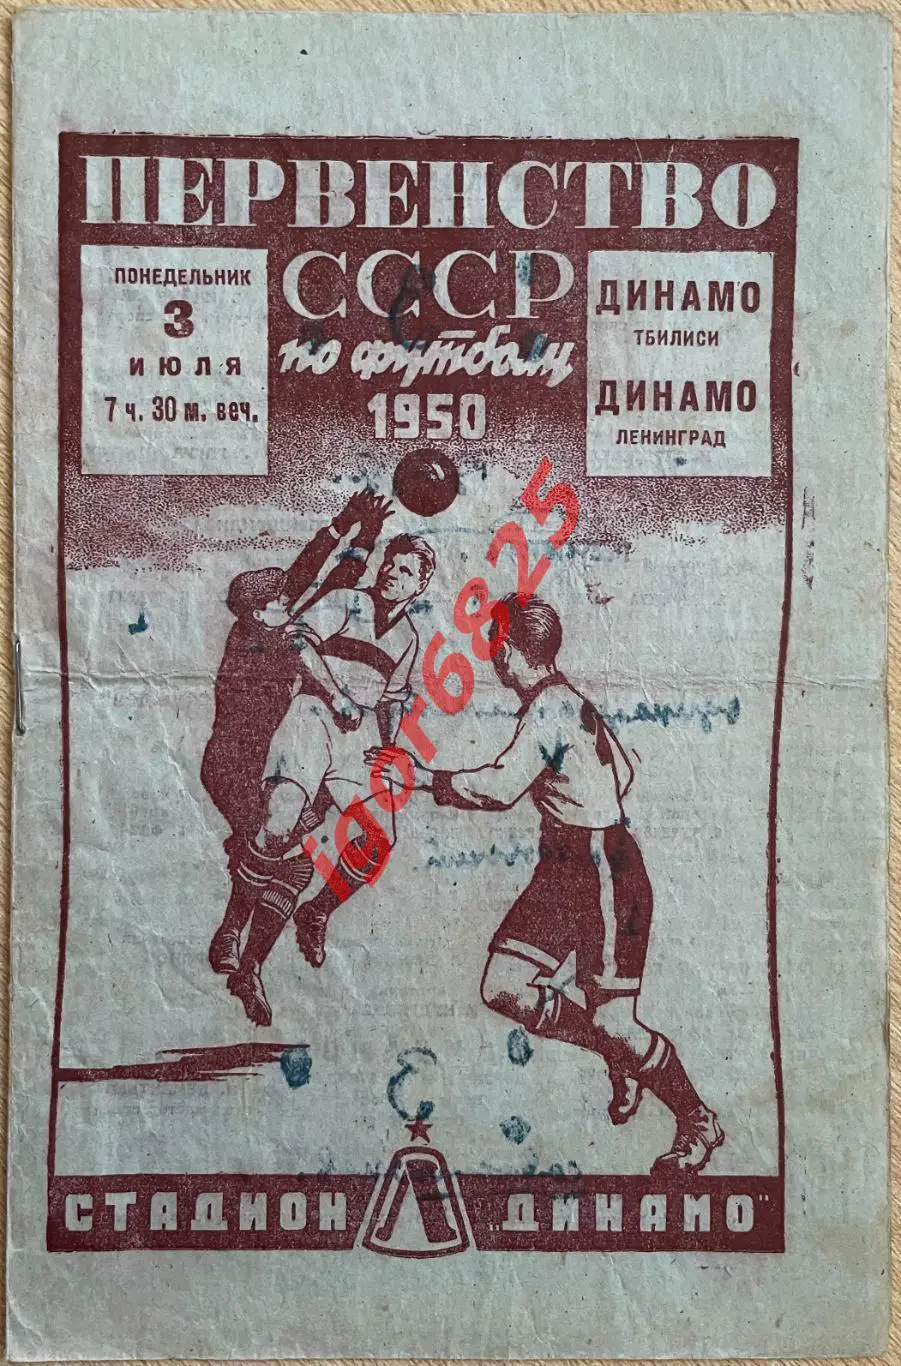 ПЕРВЕНСТВО
СССР
по футболу
1950
ПОНЕДЕЛЬНИК
3
ИЮЛЯ
7 ч. 30 м. веч.
ДИНАМО
ТБИЛИСИ
ДИНАМО
ЛЕНИНГРАД
igor6825
СТАДИОН Л „ДИНАМО"